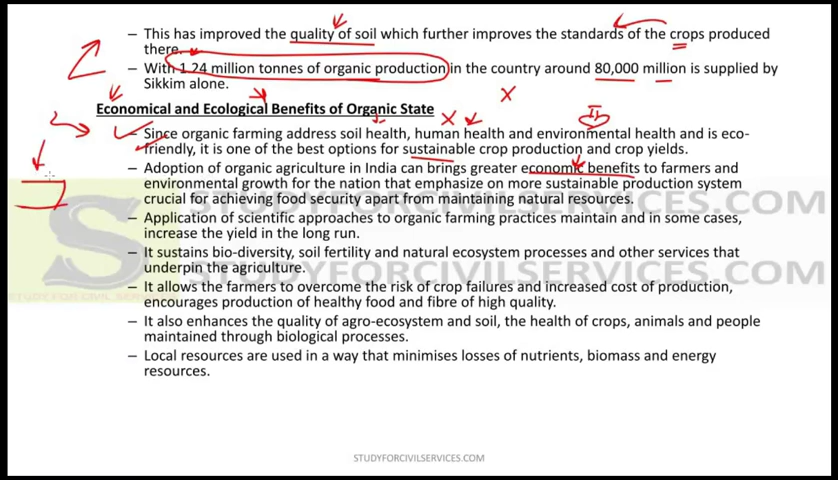 – This has improved the quality of soil which further improves the standards of the crops produced
there.
– With 1.24 million tonnes of organic production in the country around 80,000 million is supplied by
Sikkim alone.
Economical and Ecological Benefits of Organic State
– Since organic farming address soil health, human health and environmental health and is eco-
friendly, it is one of the best options for sustainable crop production and crop yields.
– Adoption of organic agriculture in India can brings greater economic benefits to farmers and
environmental growth for the nation that emphasize on more sustainable production system
crucial for achieving food security apart from maintaining natural resources.
– Application of scientific approaches to organic farming practices maintain and in some cases,
increase the yield in the long run.
– It sustains bio-diversity, soil fertility and natural ecosystem processes and other services that
underpin the agriculture.
– It allows the farmers to overcome the risk of crop failures and increased cost of production,
encourages production of healthy food and fibre of high quality.
– It also enhances the quality of agro-ecosystem and soil, the health of crops, animals and people
maintained through biological processes.
– Local resources are used in a way that minimises losses of nutrients, biomass and energy
resources.
S
STUDYFORCIVILSERVICES.COM
STUDYFORCIVILSERVICES.COM
STUDYFORCIVILSERVICES.COM
STUDYFORCIVILSERVICES.COM